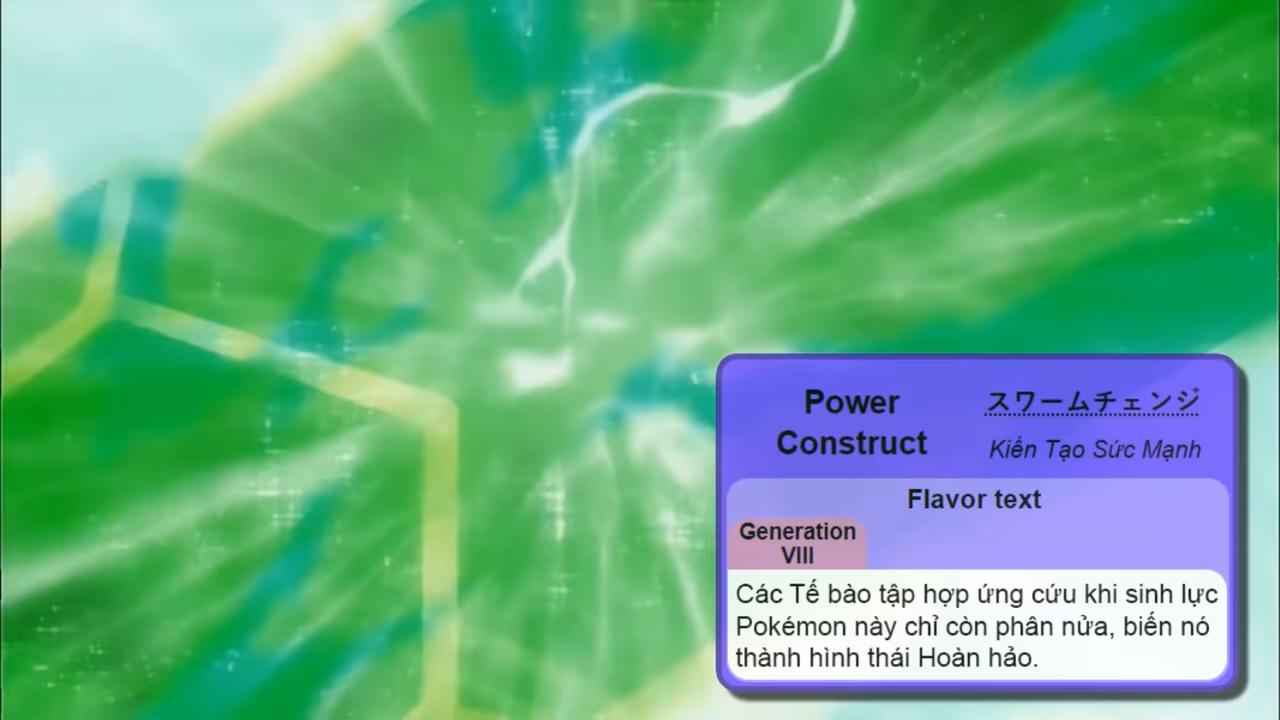 Power
Construct
スワームチェンジ
Kiến Tạo Sức Mạnh
Flavor text
Generation
VIII
Các Tế bào tập hợp ứng cứu khi sinh lực
Pokémon này chỉ còn phân nửa, biến nó
thành hình thái Hoàn hảo.